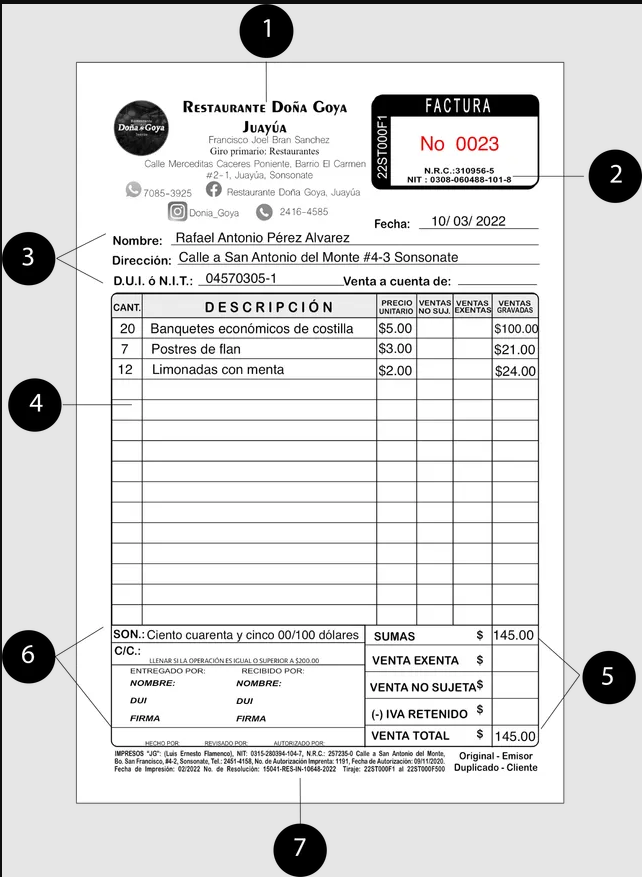 1
RESTAURANTE DOÑA GOYA
JUAYÚA
Restaurante
Doña Goya
Juayúa
Francisco Joel Bran Sanchez
Giro primario: Restaurantes
Calle Merceditas Caceres Poniente, Barrio El Carmen
#2-1, Juayúa, Sonsonate
7085-3925 Restaurante Doña Goya, Juayúa
Donia_Goya 2416-4585
22ST000F1
FACTURA
No 0023
N.R.C.:310956-5
NIT : 0308-060488-101-8
2
Fecha: 10/ 03/ 2022
3
Nombre: Rafael Antonio Pérez Alvarez
Dirección: Calle a San Antonio del Monte #4-3 Sonsonate
D.U.I. ó N.I.T.: 04570305-1 Venta a cuenta de:
CANT. DESCRIPCIÓN PRECIO UNITARIO VENTAS NO SUJ. VENTAS EXENTAS VENTAS GRAVADAS
20 Banquetes económicos de costilla $5.00 $100.00
7 Postres de flan $3.00 $21.00
12 Limonadas con menta $2.00 $24.00
4
SON.: Ciento cuarenta y cinco 00/100 dólares
C/C.:
LLENAR SI LA OPERACIÓN ES IGUAL O SUPERIOR A $200.00
ENTREGADO POR: RECIBIDO POR:
NOMBRE: NOMBRE:
DUI DUI
FIRMA FIRMA
HECHO POR: REVISADO POR: AUTORIZADO POR:
6
SUMAS $ 145.00
VENTA EXENTA $
VENTA NO SUJETA $
(-) IVA RETENIDO $
VENTA TOTAL $ 145.00
5
IMPRESOS "JG": (Luis Ernesto Flamenco), NIT: 0315-280394-104-7, N.R.C.: 257235-0 Calle a San Antonio del Monte,
Bo. San Francisco, #4-2, Sonsonate, Tel.: 2451-4158, No. de Autorización Imprenta: 1191, Fecha de Autorización: 09/11/2020.
Fecha de Impresión: 02/2022 No. de Resolución: 15041-RES-IN-10648-2022 Tiraje: 22ST000F1 al 22ST000F500
Original - Emisor
Duplicado - Cliente
7